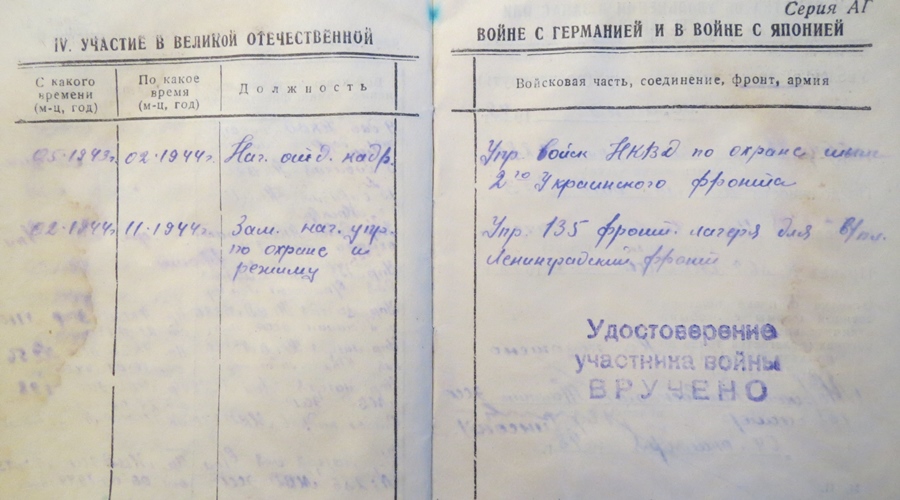 Серия АГ
IV. УЧАСТИЕ В ВЕЛИКОЙ ОТЕЧЕСТВЕННОЙ
ВОЙНЕ С ГЕРМАНИЕЙ И В ВОЙНЕ С ЯПОНИЕЙ
С какого
времени
(м-ц, год)
По какое
время
(м-ц, год)
Должность
Войсковая часть, соединение, фронт, армия
05.1943г.
02.1944г.
Нач. отд. кадр.
Упр. войск НКВД по охране
2го Украинского фронта
02.1944г.
11.1944г.
Зам. нач. упр.
по охране и
режиму
Упр. 135 фронт. лагеря для в/пл.
Ленинградский фронт
Удостоверение
участника войны
ВРУЧЕНО